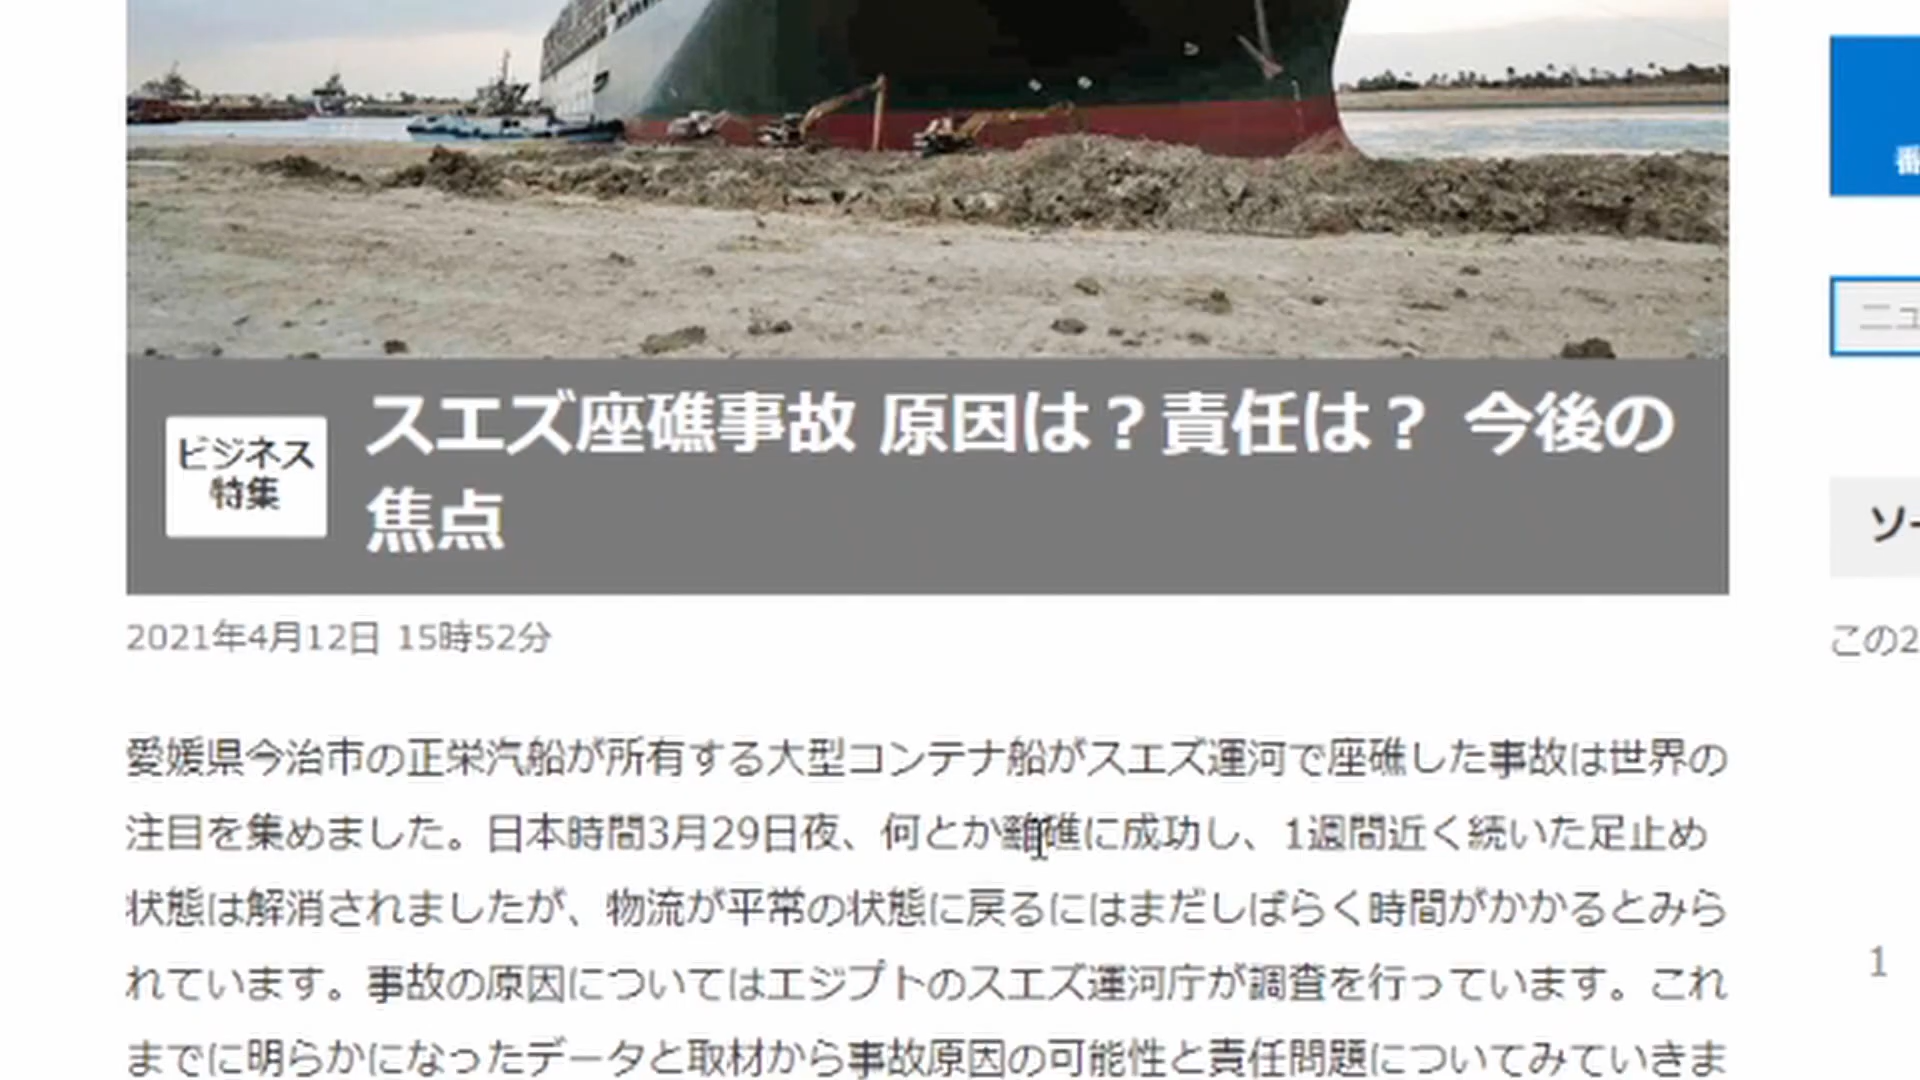 ビジネス
特集
スエズ座礁事故 原因は？責任は？ 今後の
焦点
2021年4月12日 15時52分
愛媛県今治市の正栄汽船が所有する大型コンテナ船がスエズ運河で座礁した事故は世界の
注目を集めました。日本時間3月29日夜、何とか離礁に成功し、1週間近く続いた足止め
状態は解消されましたが、物流が平常の状態に戻るにはまだしばらく時間がかかるとみら
れています。事故の原因についてはエジプトのスエズ運河庁が調査を行っています。これ
までに明らかになったデータと取材から事故原因の可能性と責任問題についてみていきま
番
ニュ
ソー
この2
1